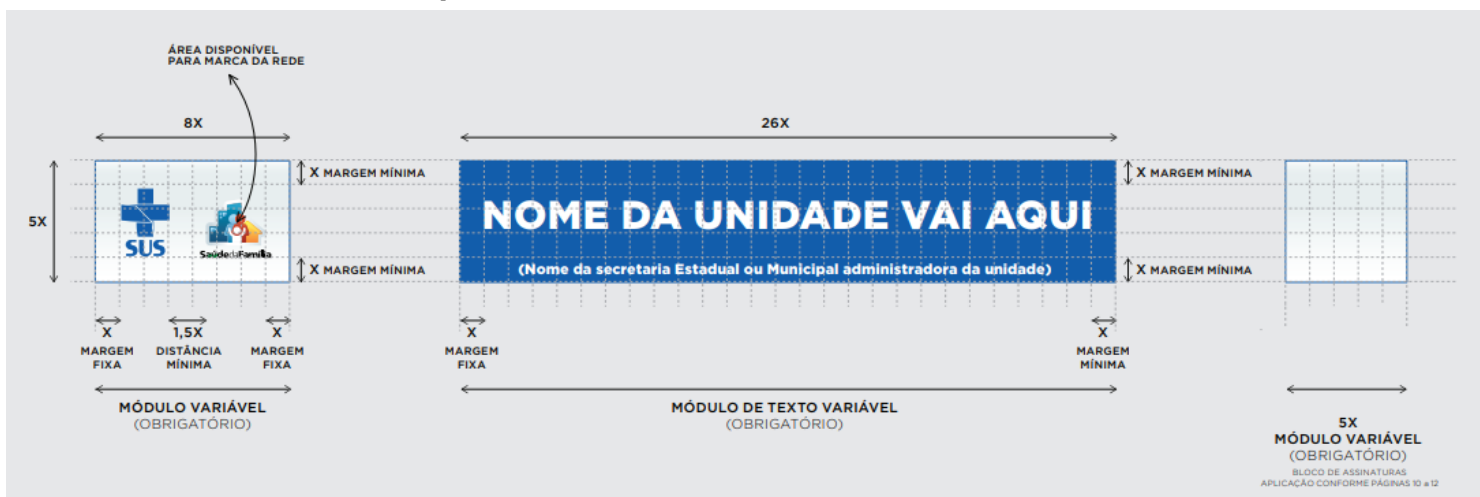 ÁREA DISPONÍVEL
PARA MARCA DA REDE
8X
26X
X MARGEM MÍNIMA
X MARGEM MÍNIMA
5X
SUS
SaúdedaFamília
NOME DA UNIDADE VAI AQUI
(Nome da secretaria Estadual ou Municipal administradora da unidade)
X MARGEM MÍNIMA
X MARGEM MÍNIMA
X
MARGEM
FIXA
1,5X
DISTÂNCIA
MÍNIMA
X
MARGEM
FIXA
X
MARGEM
FIXA
X
MARGEM
MÍNIMA
MÓDULO VARIÁVEL
(OBRIGATÓRIO)
MÓDULO DE TEXTO VARIÁVEL
(OBRIGATÓRIO)
5X
MÓDULO VARIÁVEL
(OBRIGATÓRIO)
BLOCO DE ASSINATURAS
APLICAÇÃO CONFORME PÁGINAS 10 a 12